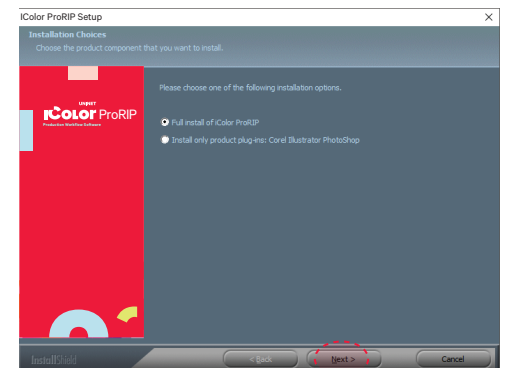 IColor ProRIP Setup
Installation Choices
Choose the product component that you want to install.
Please choose one of the following installation options.
UNINET
IColor ProRIP
Production Workflow Software
Full install of iColor ProRIP
Install only product plug-ins: Corel Illustrator PhotoShop
InstallShield
< Back
Next >
Cancel